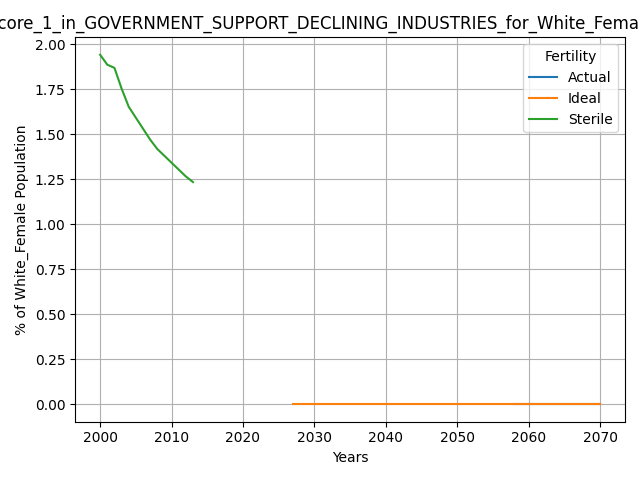 core_1_in_GOVERNMENT_SUPPORT_DECLINING_INDUSTRIES_for_White_Fema
Fertility
Actual
Ideal
Sterile
% of White_Female Population
2.00
1.75
1.50
1.25
1.00
0.75
0.50
0.25
0.00
2000 2010 2020 2030 2040 2050 2060 2070
Years